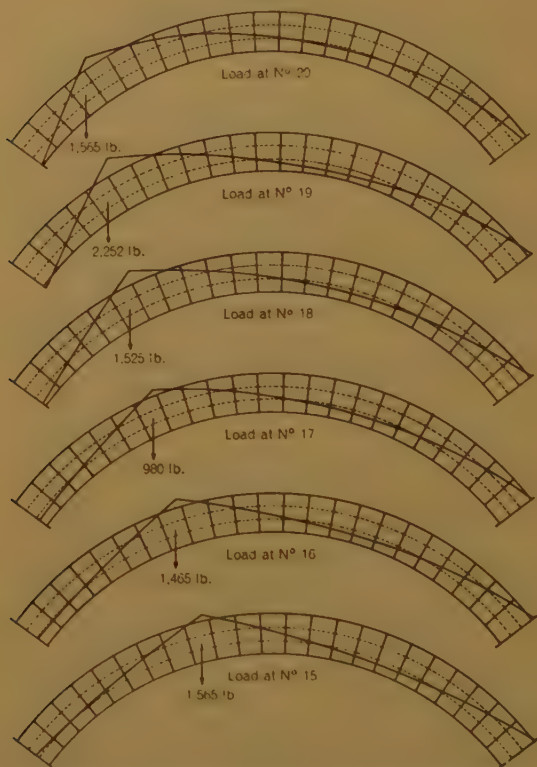 Load at Nº 20
1,565 lb.
Load at Nº 19
2,252 lb.
Load at Nº 18
1,525 lb.
Load at Nº 17
980 lb.
Load at Nº 16
1,465 lb.
Load at Nº 15
1,565 lb